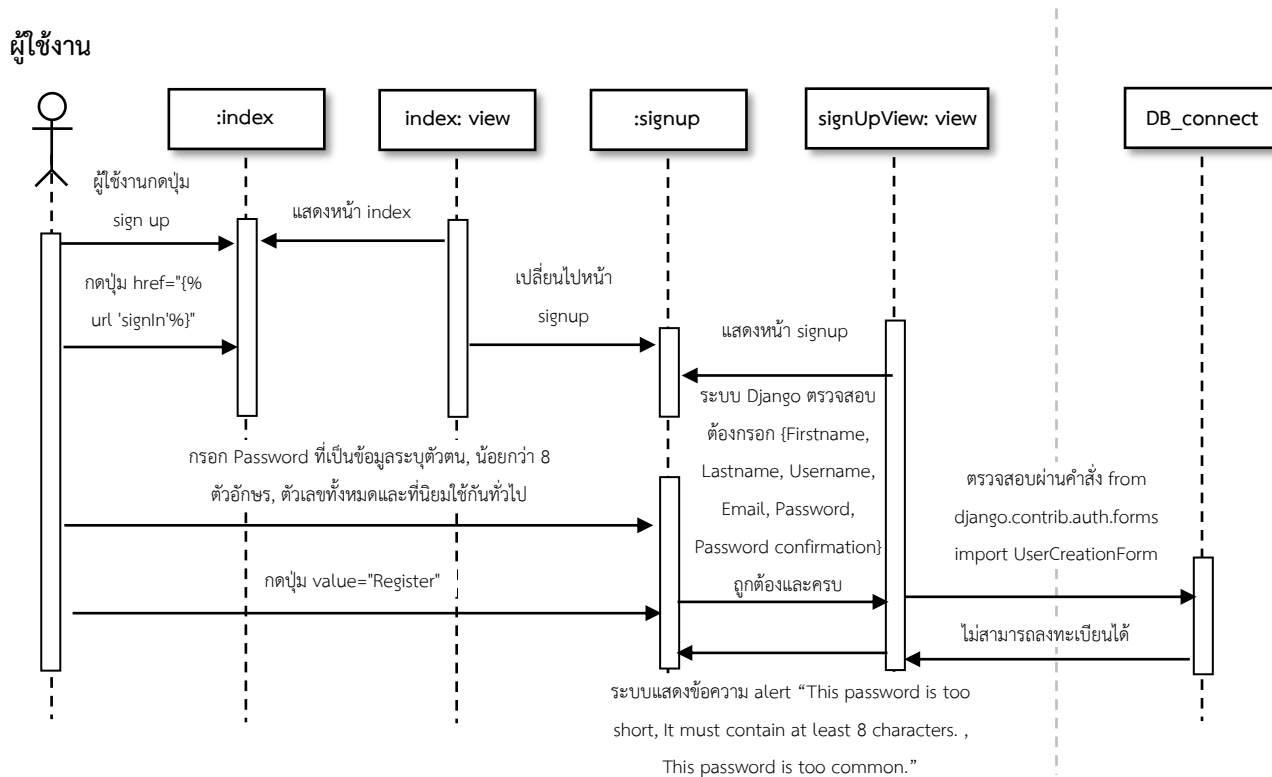 ผู้ใช้งาน
:index
index: view
:signup
signUpView: view
DB_connect
ผู้ใช้งานกดปุ่ม
sign up
แสดงหน้า index
กดปุ่ม href="{%
url 'signIn'%}"
เปลี่ยนไปหน้า
signup
แสดงหน้า signup
ระบบ Django ตรวจสอบ
ต้องกรอก {Firstname,
Lastname, Username,
Email, Password,
Password confirmation}
ถูกต้องและครบ
กรอก Password ที่เป็นข้อมูลระบุตัวตน, น้อยกว่า 8
ตัวอักษร, ตัวเลขทั้งหมดและที่นิยมใช้กันทั่วไป
ตรวจสอบผ่านคำสั่ง from
django.contrib.auth.forms
import UserCreationForm
กดปุ่ม value="Register"
ไม่สามารถลงทะเบียนได้
ระบบแสดงข้อความ alert “This password is too
short, It must contain at least 8 characters. ,
This password is too common.”